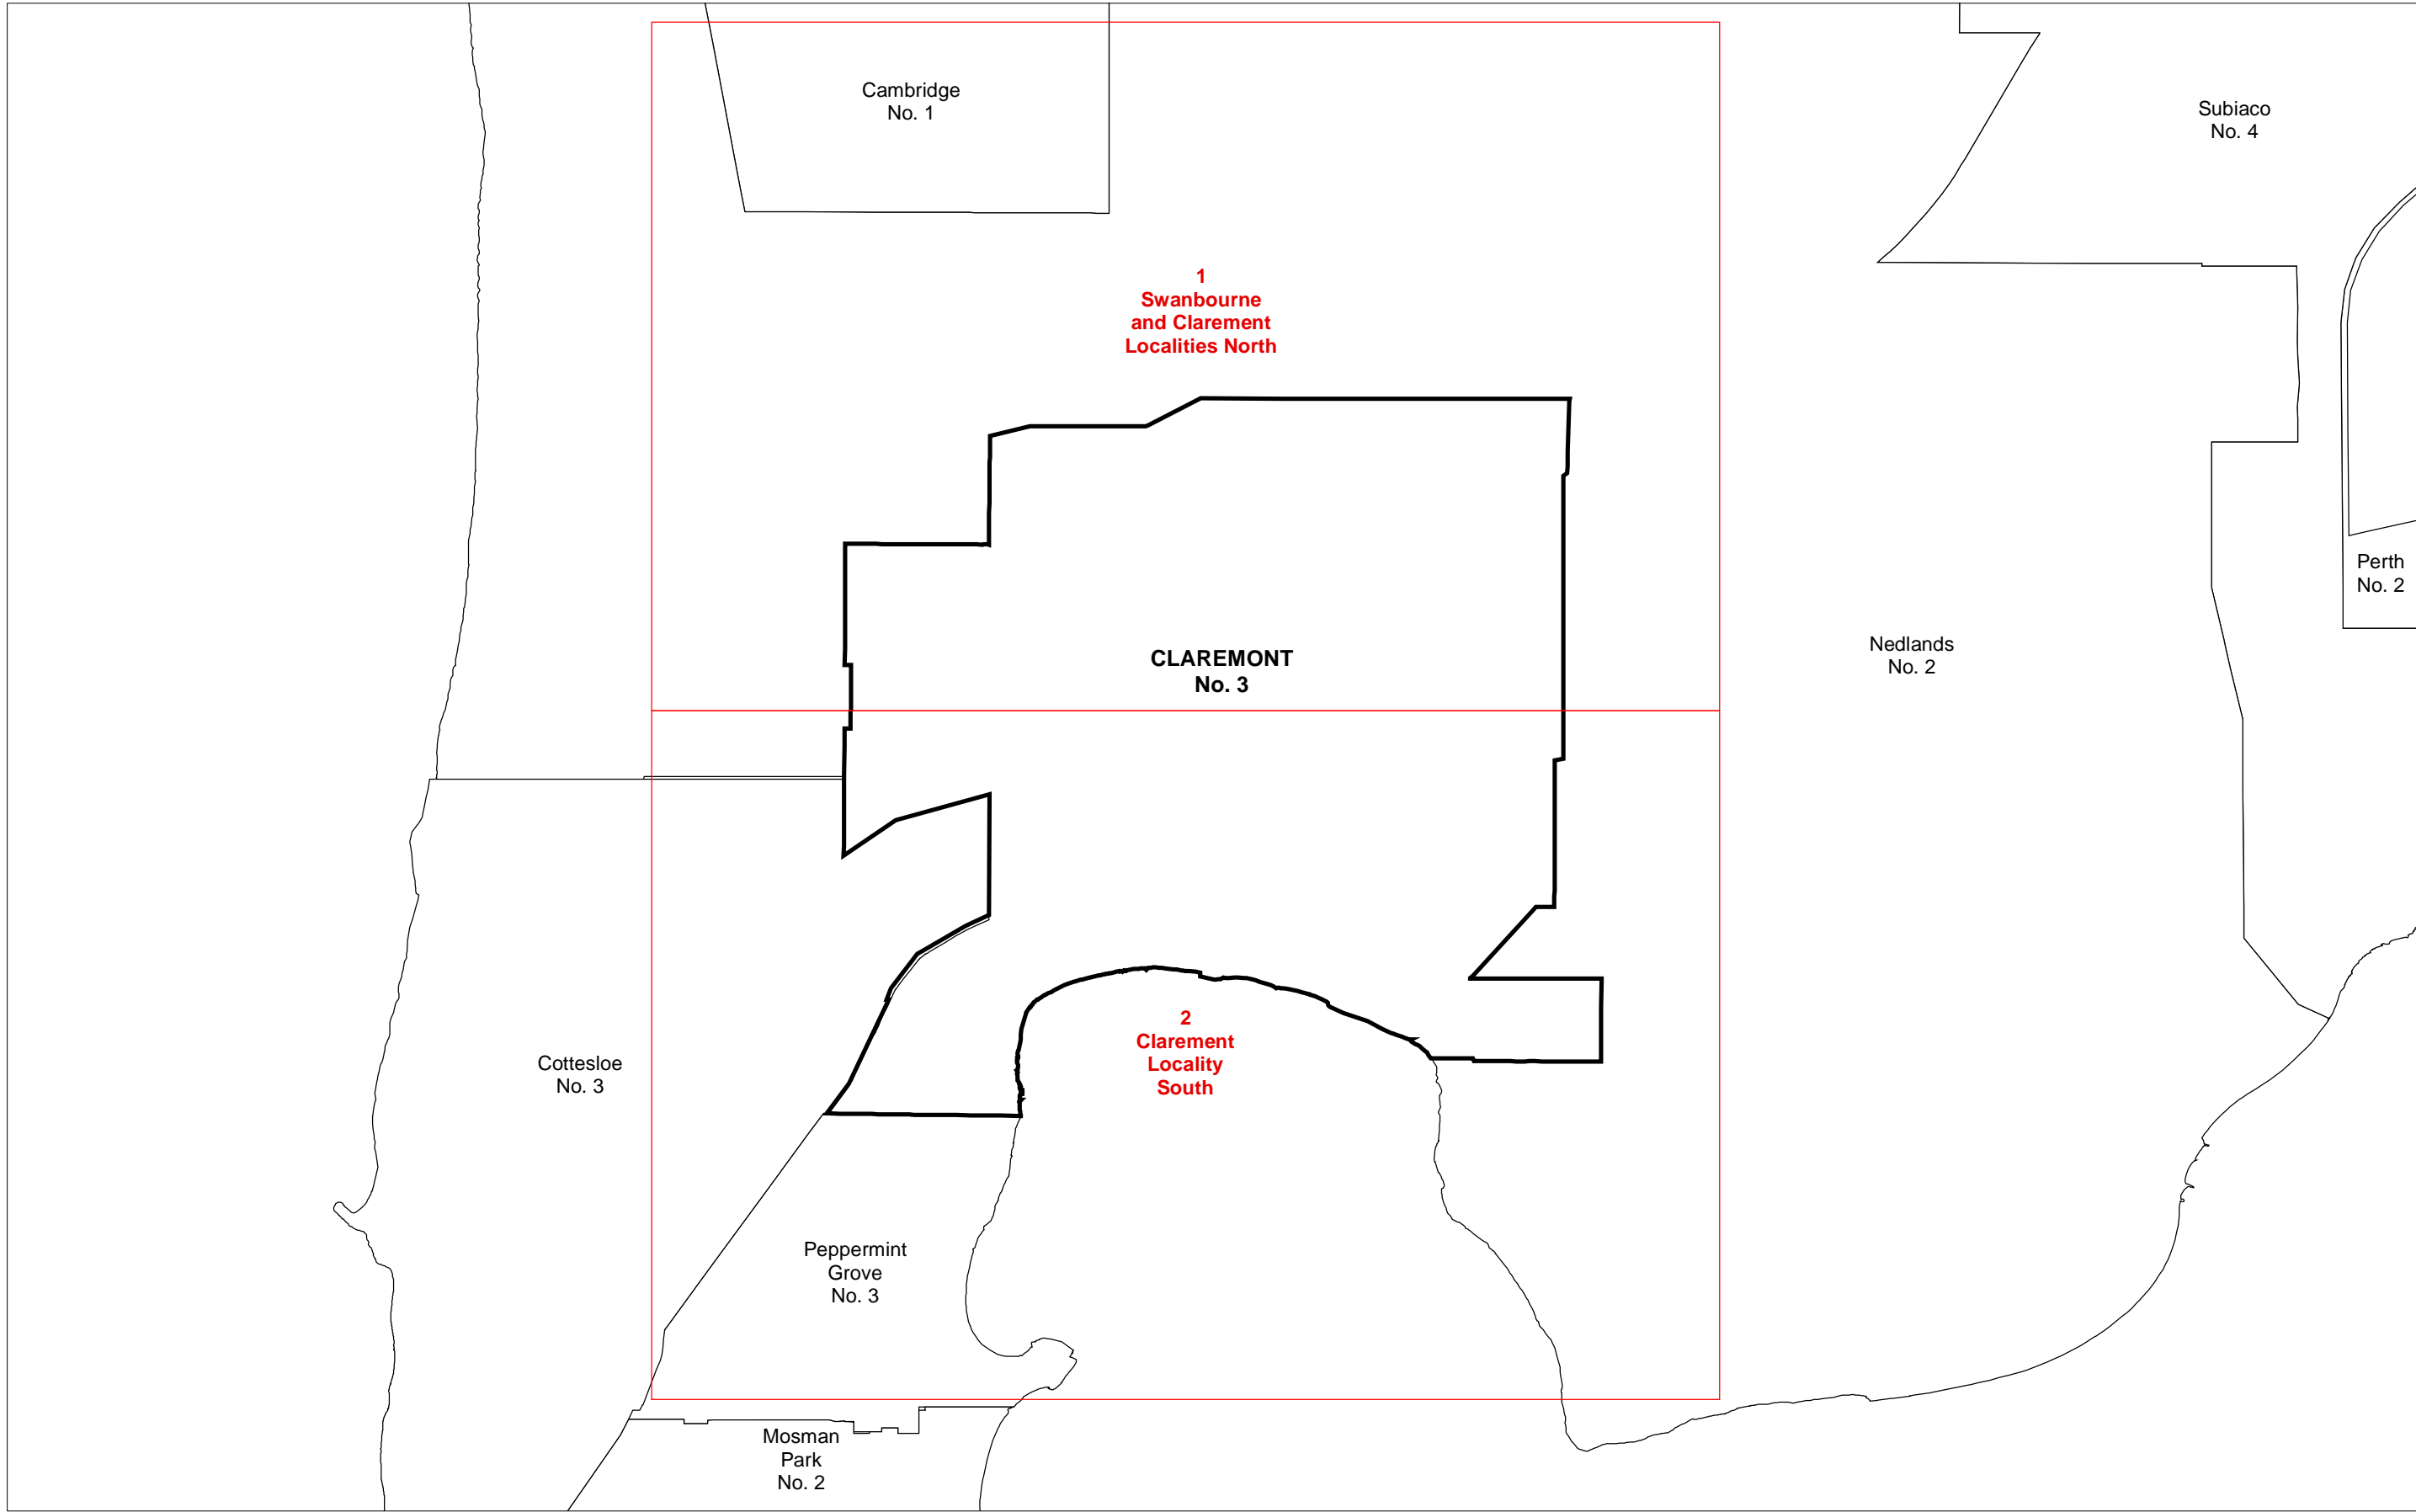 Cambridge
No. 1
Subiaco
No. 4
1
Swanbourne
and Clarement
Localities North
Perth
No. 2
CLAREMONT
No. 3
Nedlands
No. 2
2
Clarement
Locality
South
Cottesloe
No. 3
Peppermint
Grove
No. 3
Mosman
Park
No. 2